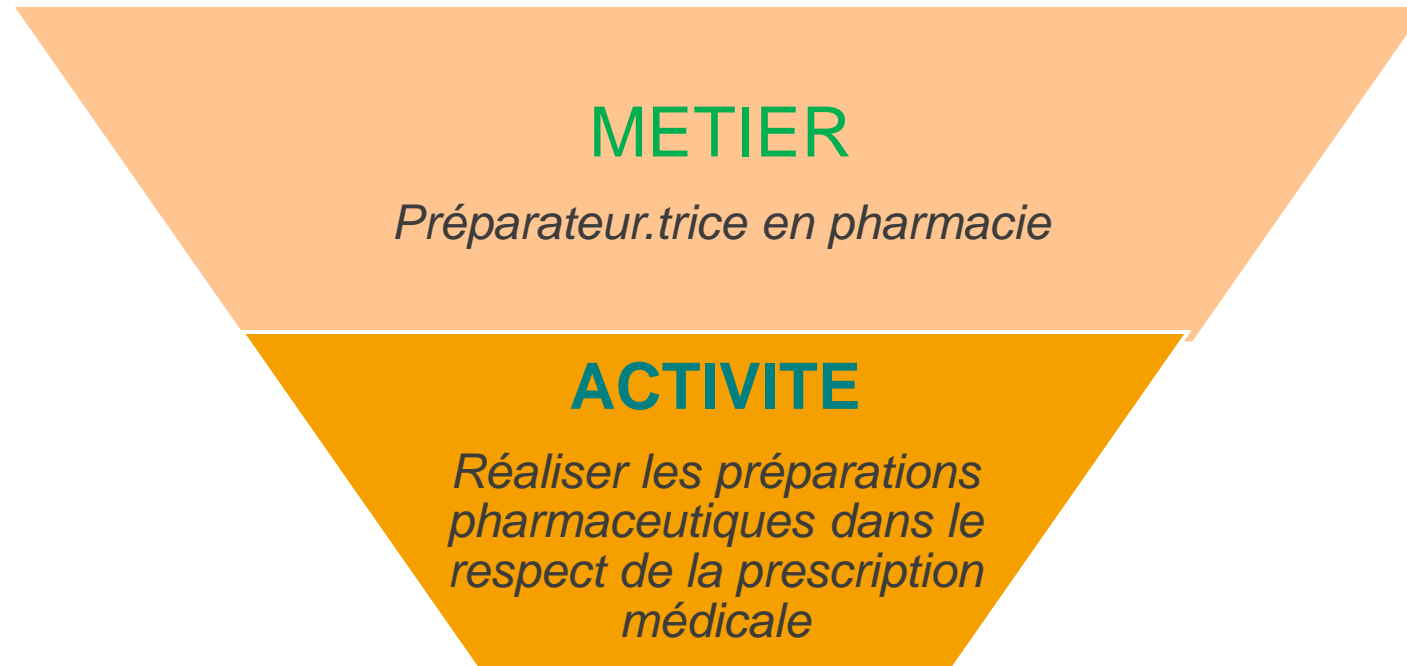 METIER
Préparateur.trice en pharmacie
ACTIVITE
Réaliser les préparations
pharmaceutiques dans le
respect de la prescription
médicale